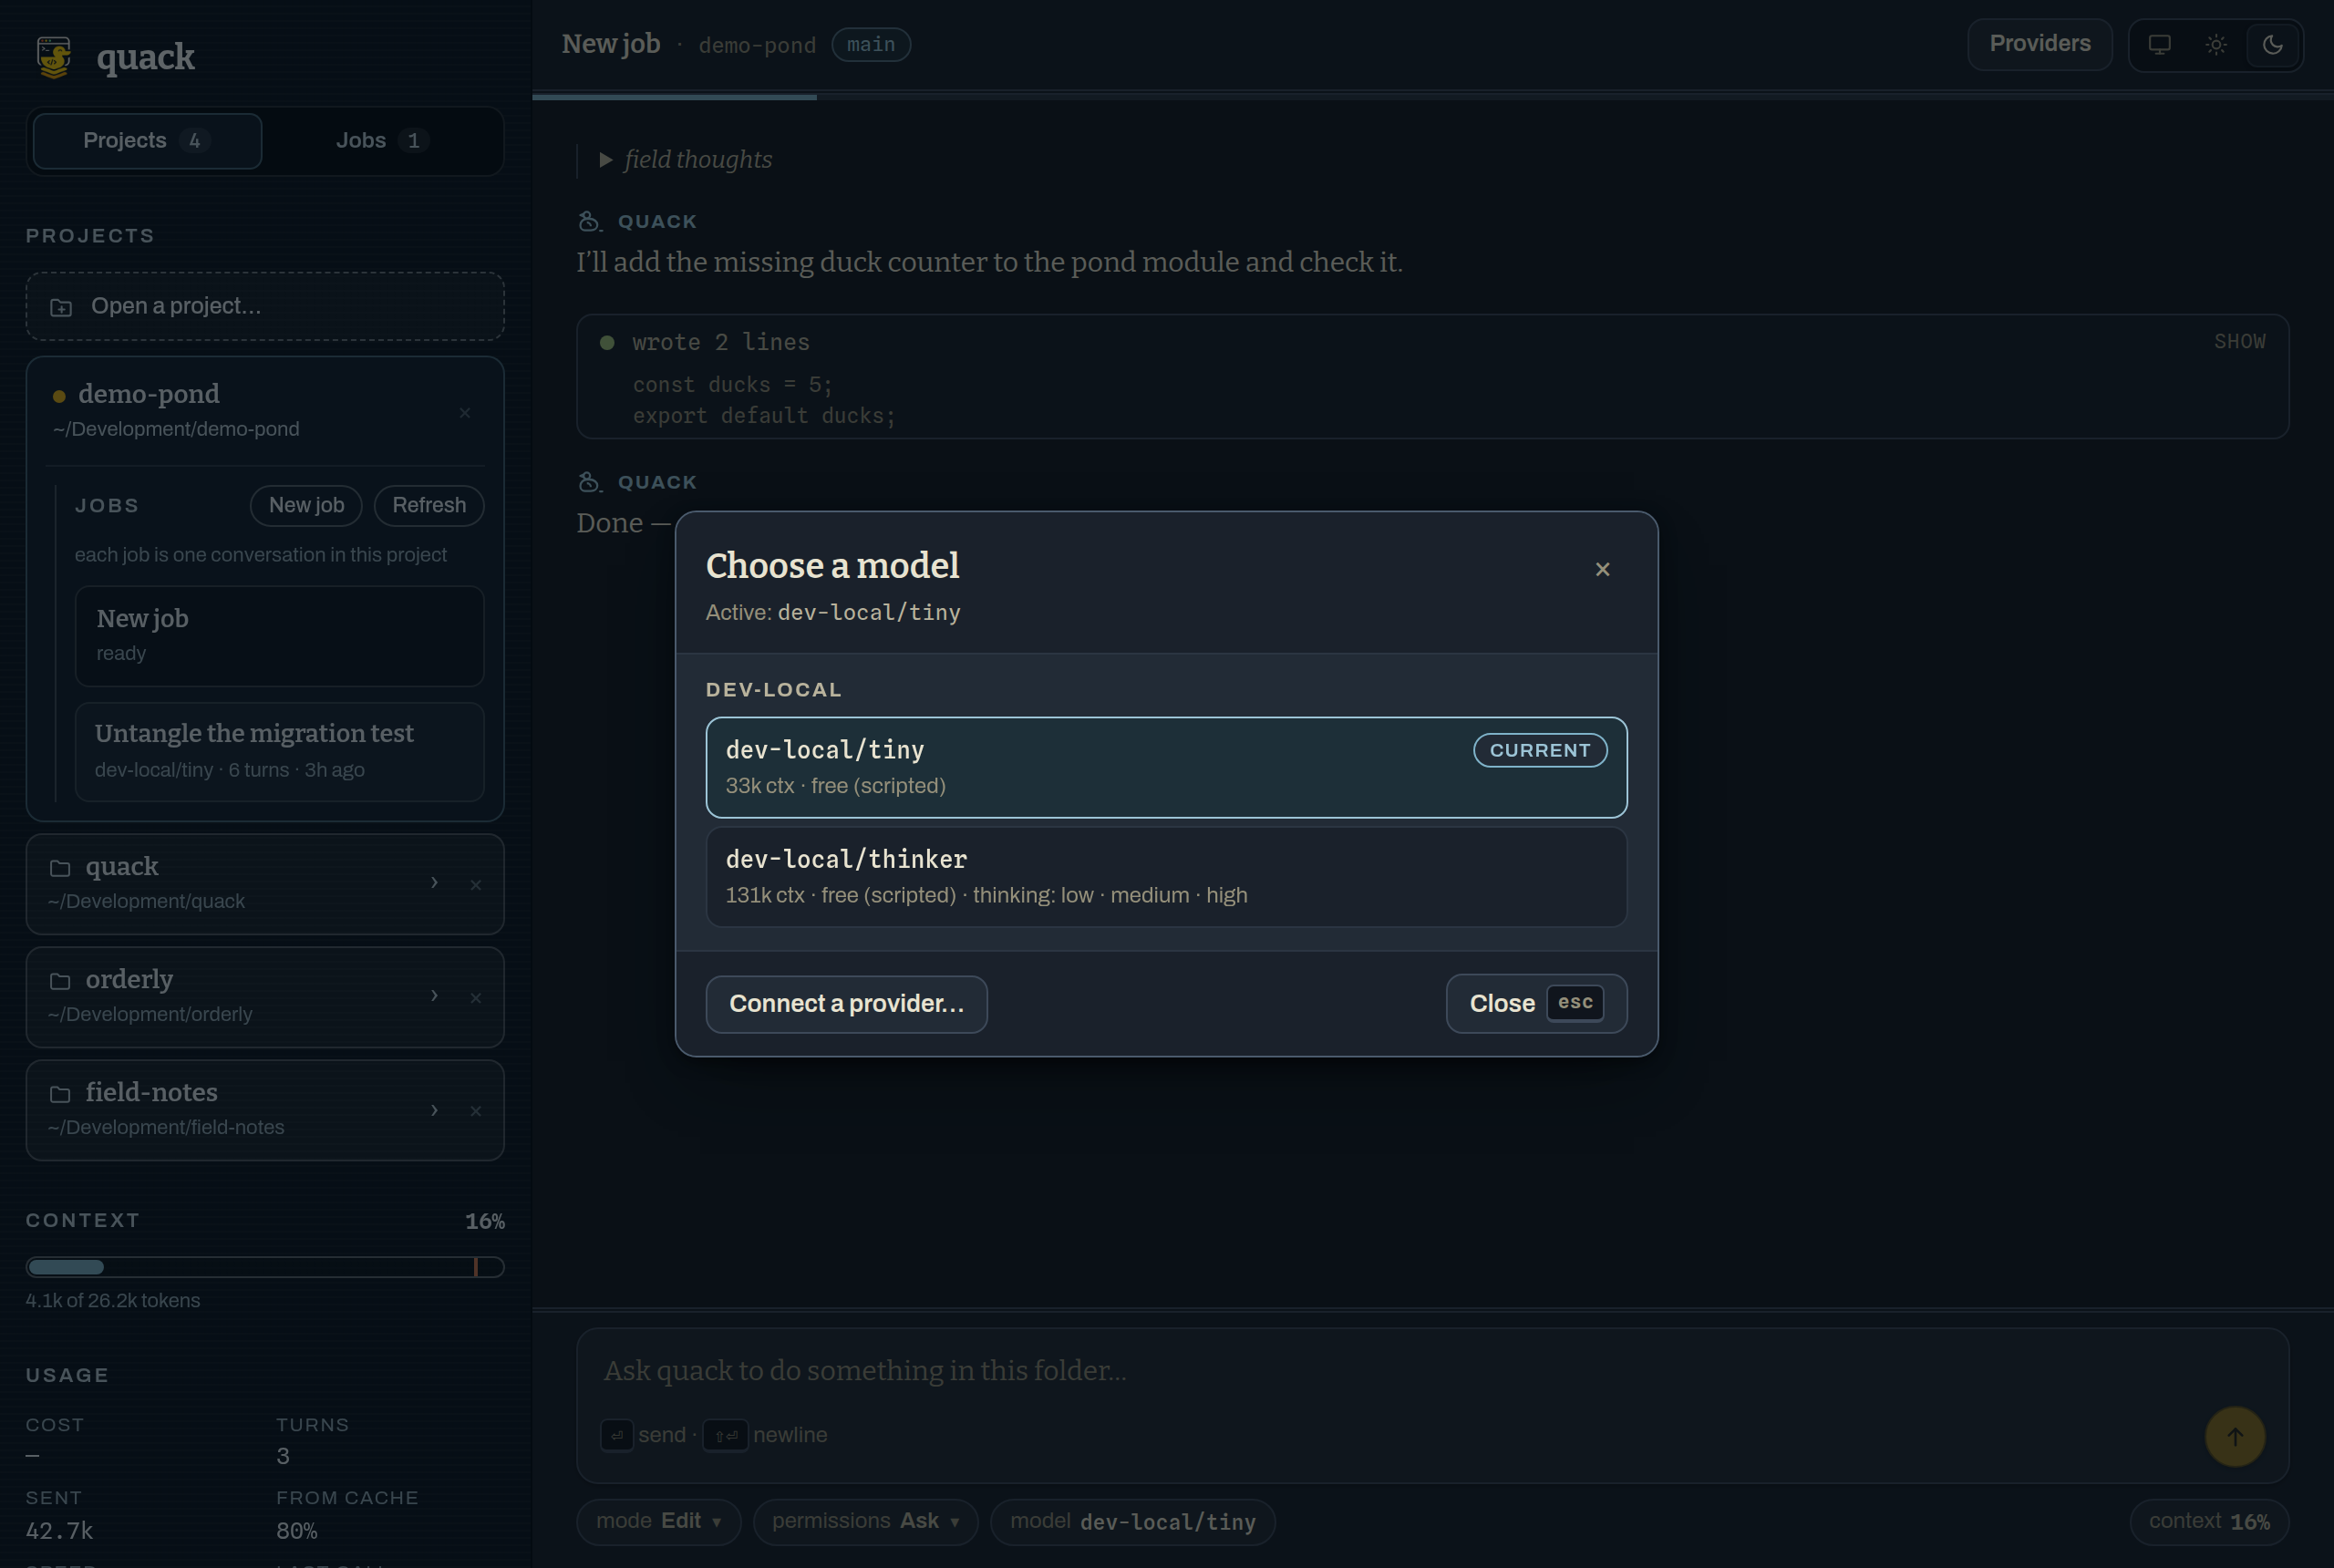 quack
Projects 4
Jobs 1
PROJECTS
Open a project...
demo-pond
×
~/Development/demo-pond
JOBS
New job
Refresh
each job is one conversation in this project
New job
ready
Untangle the migration test
dev-local/tiny · 6 turns · 3h ago
quack
›
×
~/Development/quack
orderly
›
×
~/Development/orderly
field-notes
›
×
~/Development/field-notes
CONTEXT 16%
4.1k of 26.2k tokens
USAGE
COST TURNS
— 3
SENT FROM CACHE
42.7k 80%
New job · demo-pond main
Providers
▶ field thoughts
QUACK
I'll add the missing duck counter to the pond module and check it.
wrote 2 lines SHOW
const ducks = 5;
export default ducks;
QUACK
Done —
Choose a model ×
Active: dev-local/tiny
DEV-LOCAL
dev-local/tiny CURRENT
33k ctx · free (scripted)
dev-local/thinker
131k ctx · free (scripted) · thinking: low · medium · high
Connect a provider...
Close esc
Ask quack to do something in this folder...
⏎ send · ⇧⏎ newline
mode Edit ▾
permissions Ask ▾
model dev-local/tiny
context 16%